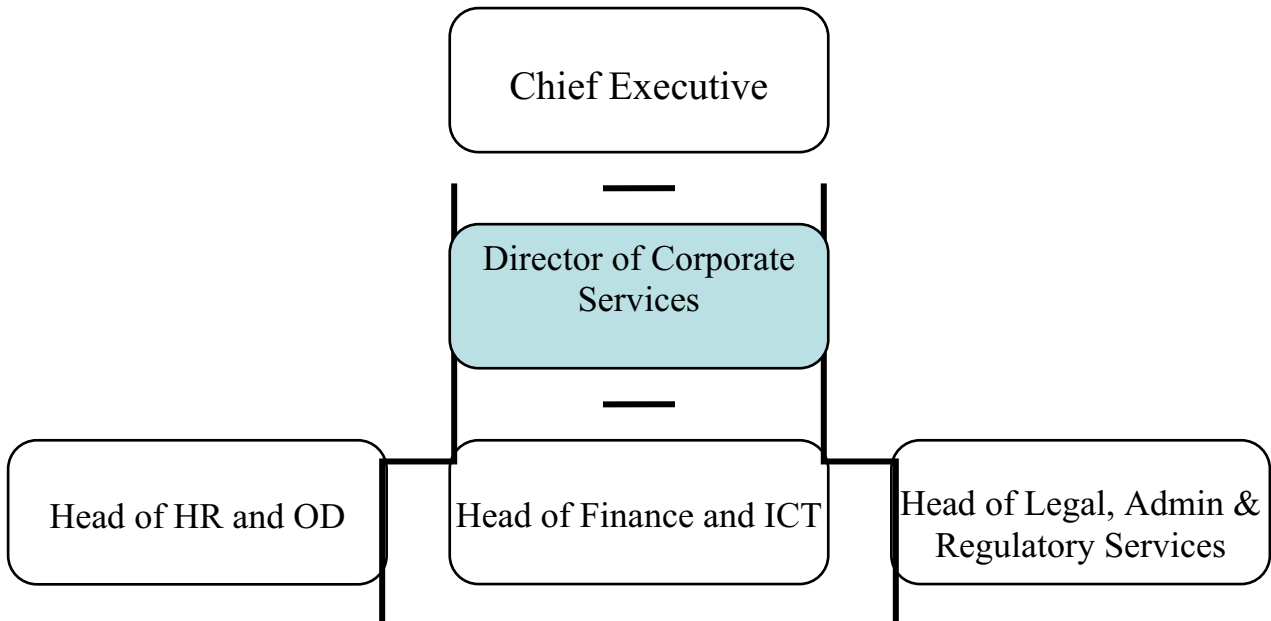 Chief Executive
Director of Corporate
Services
Head of HR and OD
Head of Finance and ICT
Head of Legal, Admin &
Regulatory Services